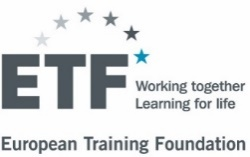 ETF
Working together
Learning for life
European Training Foundation